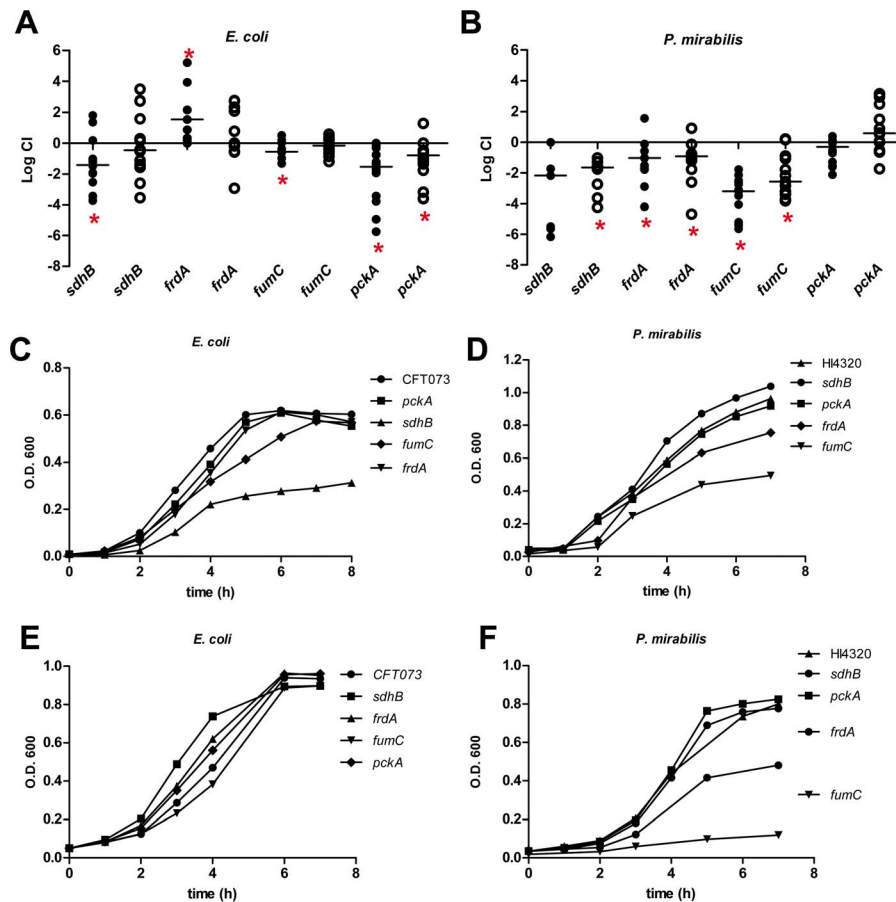 A
E. coli
Log CI
6
4
2
0
-2
-4
-6
-8
*
*
*
*
*
sdhB
sdhB
frdA
frdA
fumC
fumC
pckA
pckA
B
P. mirabilis
Log CI
6
4
2
0
-2
-4
-6
-8
*
*
*
*
*
sdhB
sdhB
frdA
frdA
fumC
fumC
pckA
pckA
C
E. coli
O.D. 600
0.8
0.6
0.4
0.2
0.0
0 2 4 6 8
time (h)
CFT073
pckA
sdhB
fumC
frdA
D
P. mirabilis
O.D. 600
1.2
1.0
0.8
0.6
0.4
0.2
0.0
0 2 4 6 8
time (h)
HI4320
sdhB
pckA
frdA
fumC
E
E. coli
O.D. 600
1.0
0.8
0.6
0.4
0.2
0.0
0 2 4 6 8
time (h)
CFT073
sdhB
frdA
fumC
pckA
F
P. mirabilis
O.D. 600
1.0
0.8
0.6
0.4
0.2
0.0
0 2 4 6 8
time (h)
HI4320
sdhB
pckA
frdA
fumC